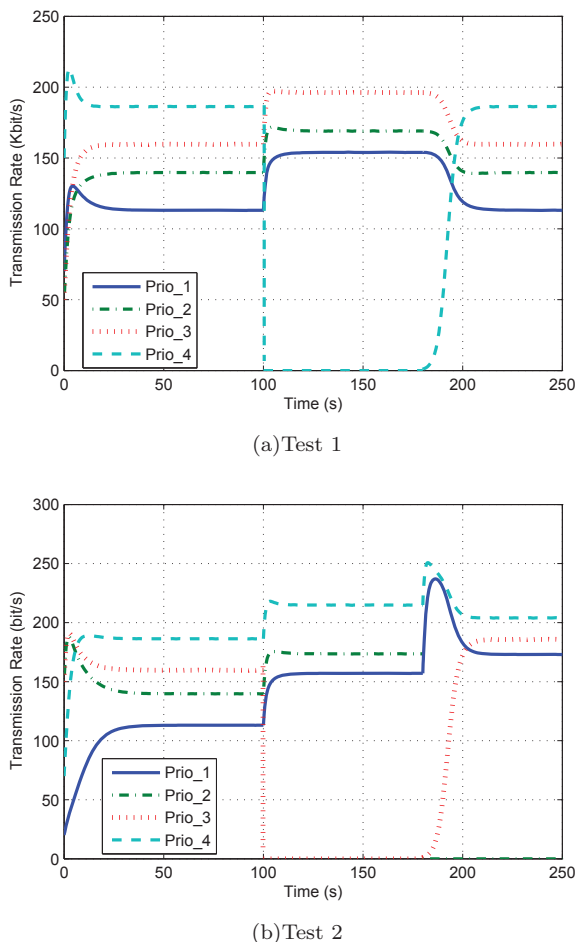 250
200
150
100
50
0
Transmission Rate (Kbit/s)
Prio_1
Prio_2
Prio_3
Prio_4
0 50 100 150 200 250
Time (s)
(a)Test 1
300
250
200
150
100
50
0
Transmission Rate (bit/s)
Prio_1
Prio_2
Prio_3
Prio_4
0 50 100 150 200 250
Time (s)
(b)Test 2